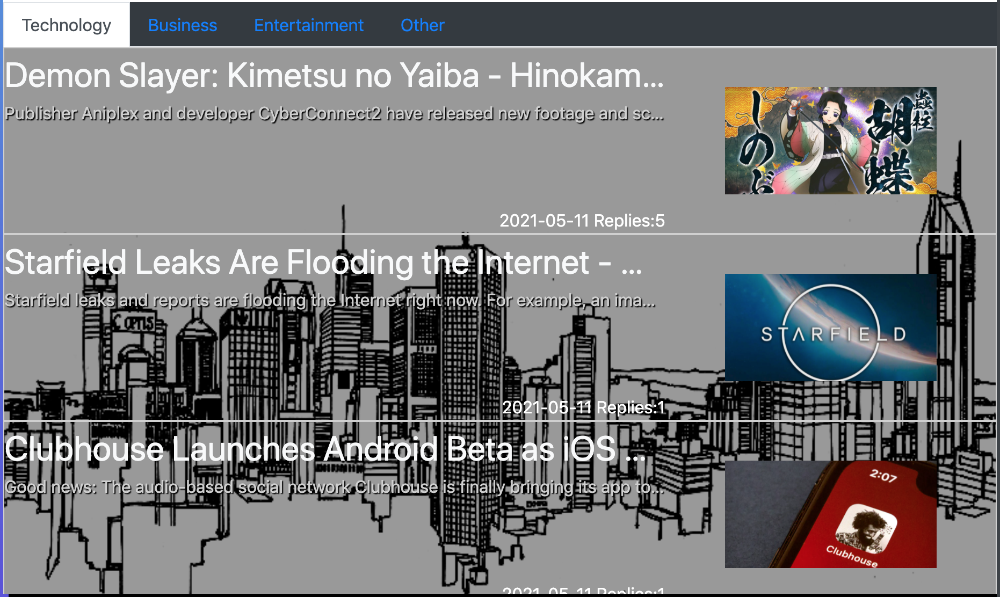 Technology Business Entertainment Other
Demon Slayer: Kimetsu no Yaiba - Hinokam...
Publisher Aniplex and developer CyberConnect2 have released new footage and sc...
蟲柱
胡蝶
しのぶ
2021-05-11 Replies:5
Starfield Leaks Are Flooding the Internet - ...
Starfield leaks and reports are flooding the Internet right now. For example, an ima...
C OPTIS
STARFIELD
2021-05-11 Replies:1
Clubhouse Launches Android Beta as iOS ...
Good news: The audio-based social network Clubhouse is finally bringing its app to...
2:07
Clubhouse
2021-05-11 Replies:1